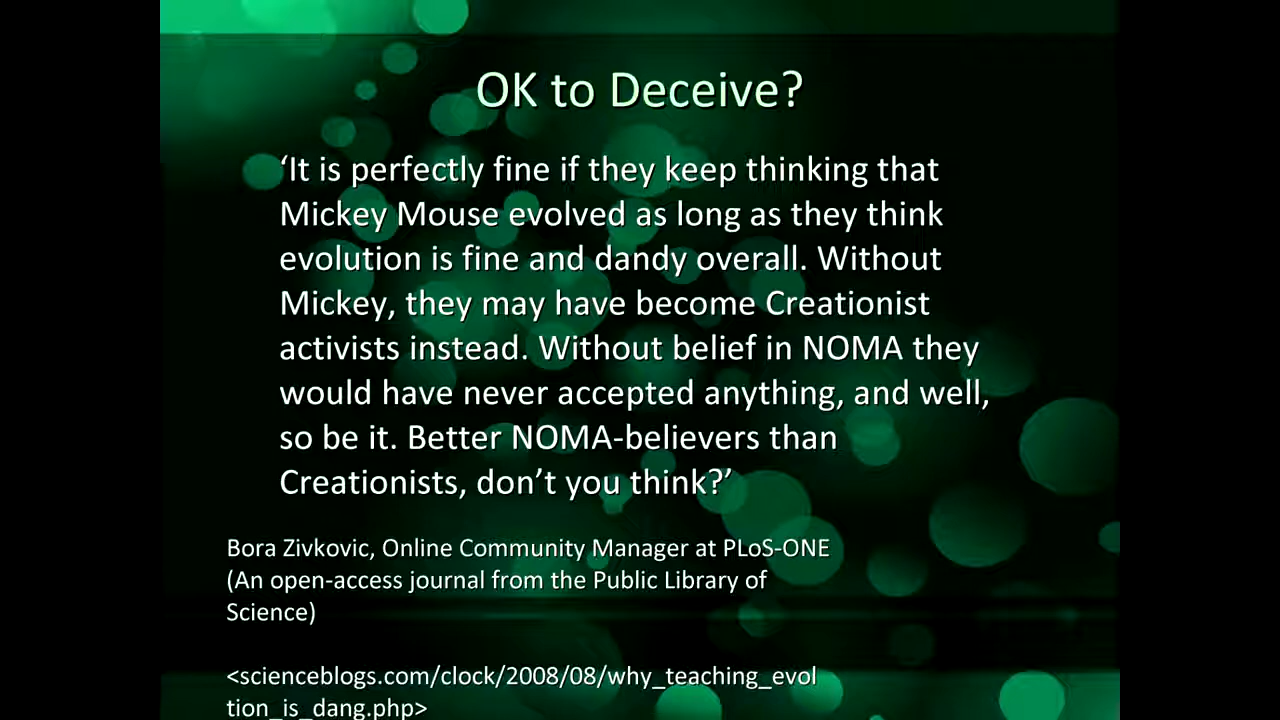 OK to Deceive?
‘It is perfectly fine if they keep thinking that
Mickey Mouse evolved as long as they think
evolution is fine and dandy overall. Without
Mickey, they may have become Creationist
activists instead. Without belief in NOMA they
would have never accepted anything, and well,
so be it. Better NOMA-believers than
Creationists, don’t you think?’
Bora Zivkovic, Online Community Manager at PLoS-ONE
(An open-access journal from the Public Library of
Science)
<scienceblogs.com/clock/2008/08/why_teaching_evol
tion_is_dang.php>